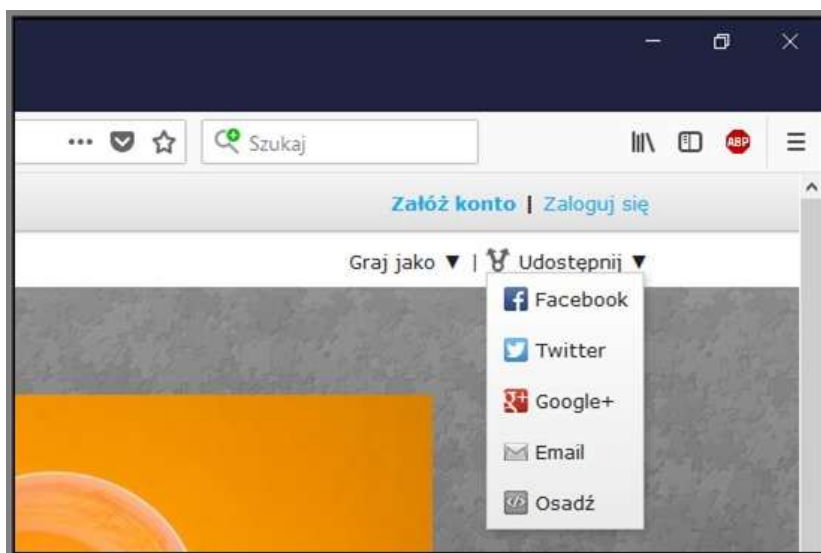 Szukaj
ABP
Załóż konto | Zaloguj się
Graj jako ▼ | Udostępnij ▼
Facebook
Twitter
Google+
Email
Osadź